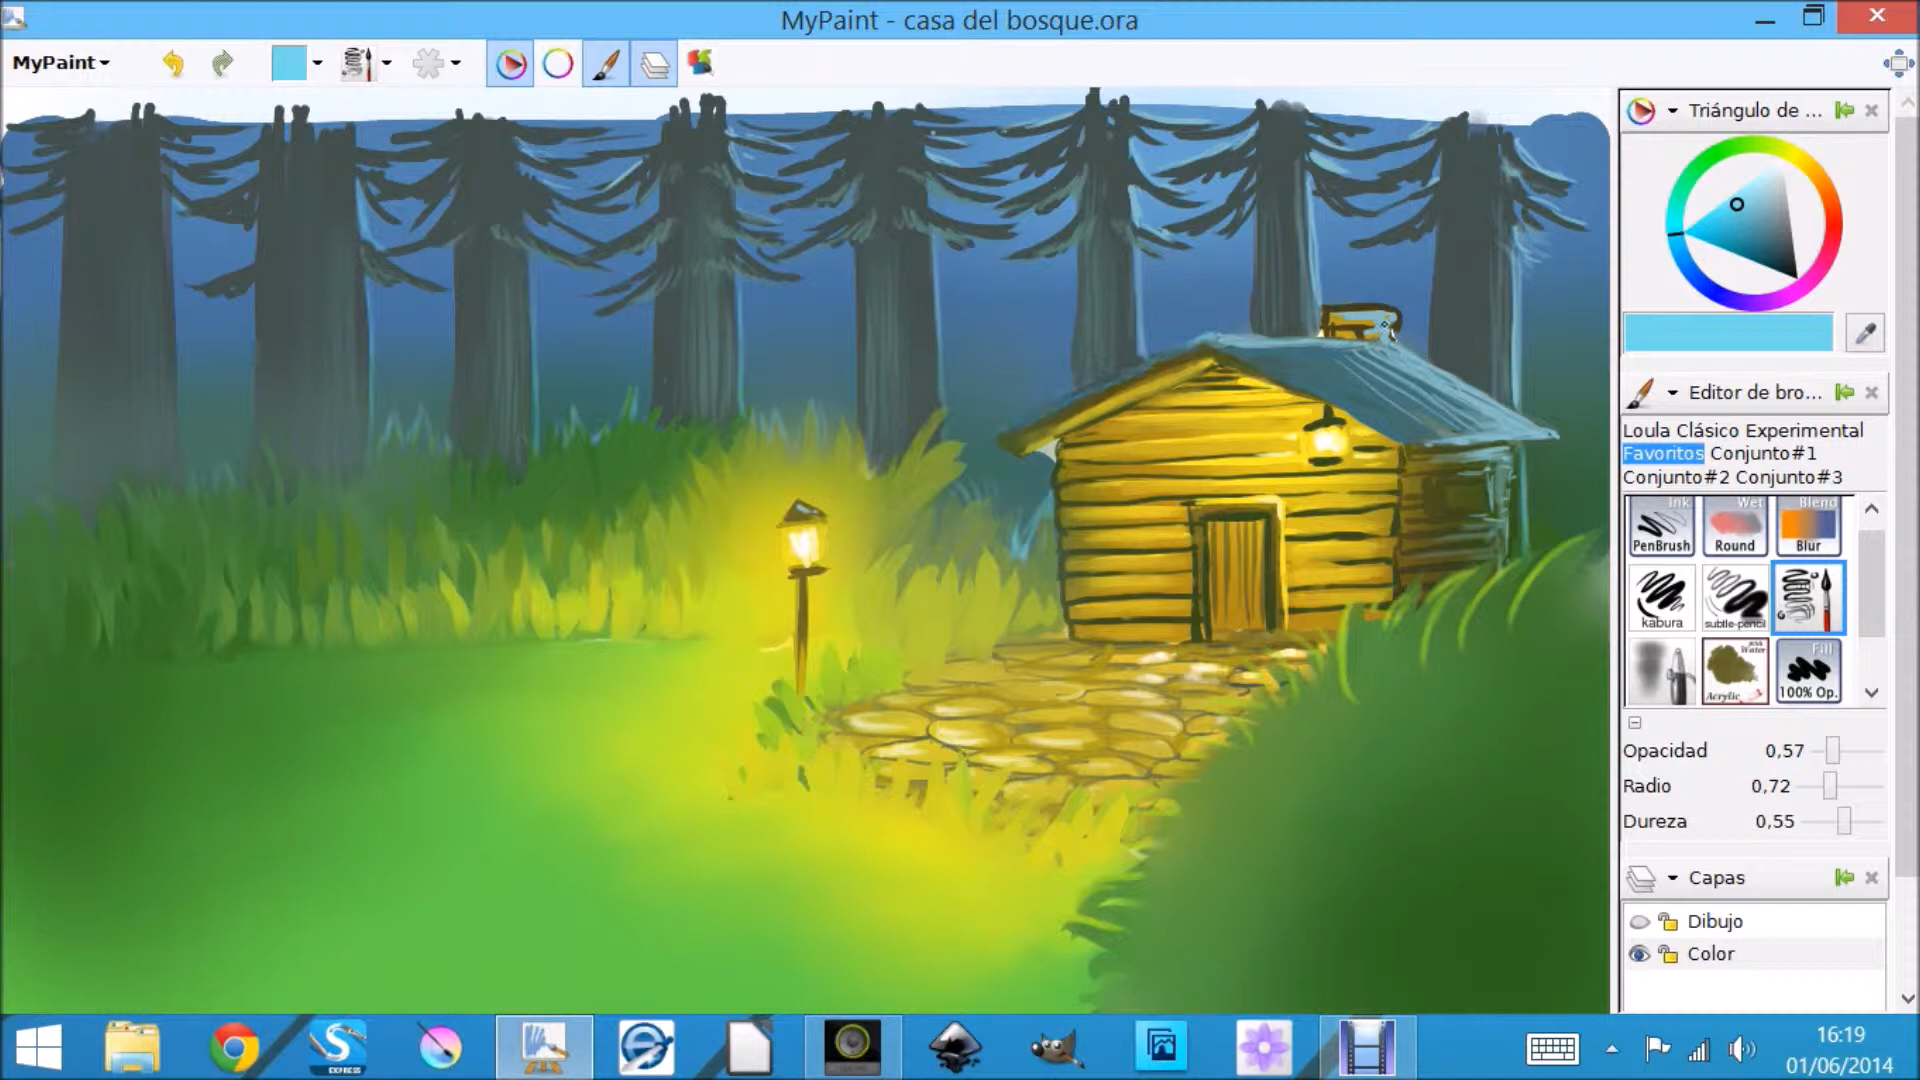 MyPaint - casa del bosque.ora
MyPaint
Triángulo de ...
Editor de bro...
Loula Clásico Experimental
Favoritos Conjunto#1
Conjunto#2 Conjunto#3
Ink Wet Blend
PenBrush Round Blur
kabura subtle-pencil
Water Fill
Acrylic 100% Op.
Opacidad 0,57
Radio 0,72
Dureza 0,55
Capas
Dibujo
Color
EXPRESS
16:19
01/06/2014